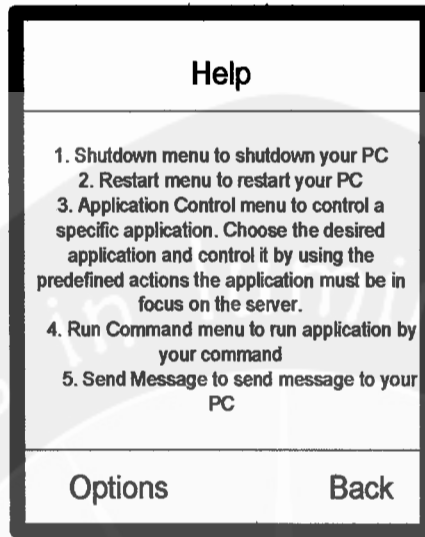 Help
1. Shutdown menu to shutdown your PC
2. Restart menu to restart your PC
3. Application Control menu to control a
specific application. Choose the desired
application and control it by using the
predefined actions the application must be in
focus on the server.
4. Run Command menu to run application by
your command
5. Send Message to send message to your
PC
Options Back